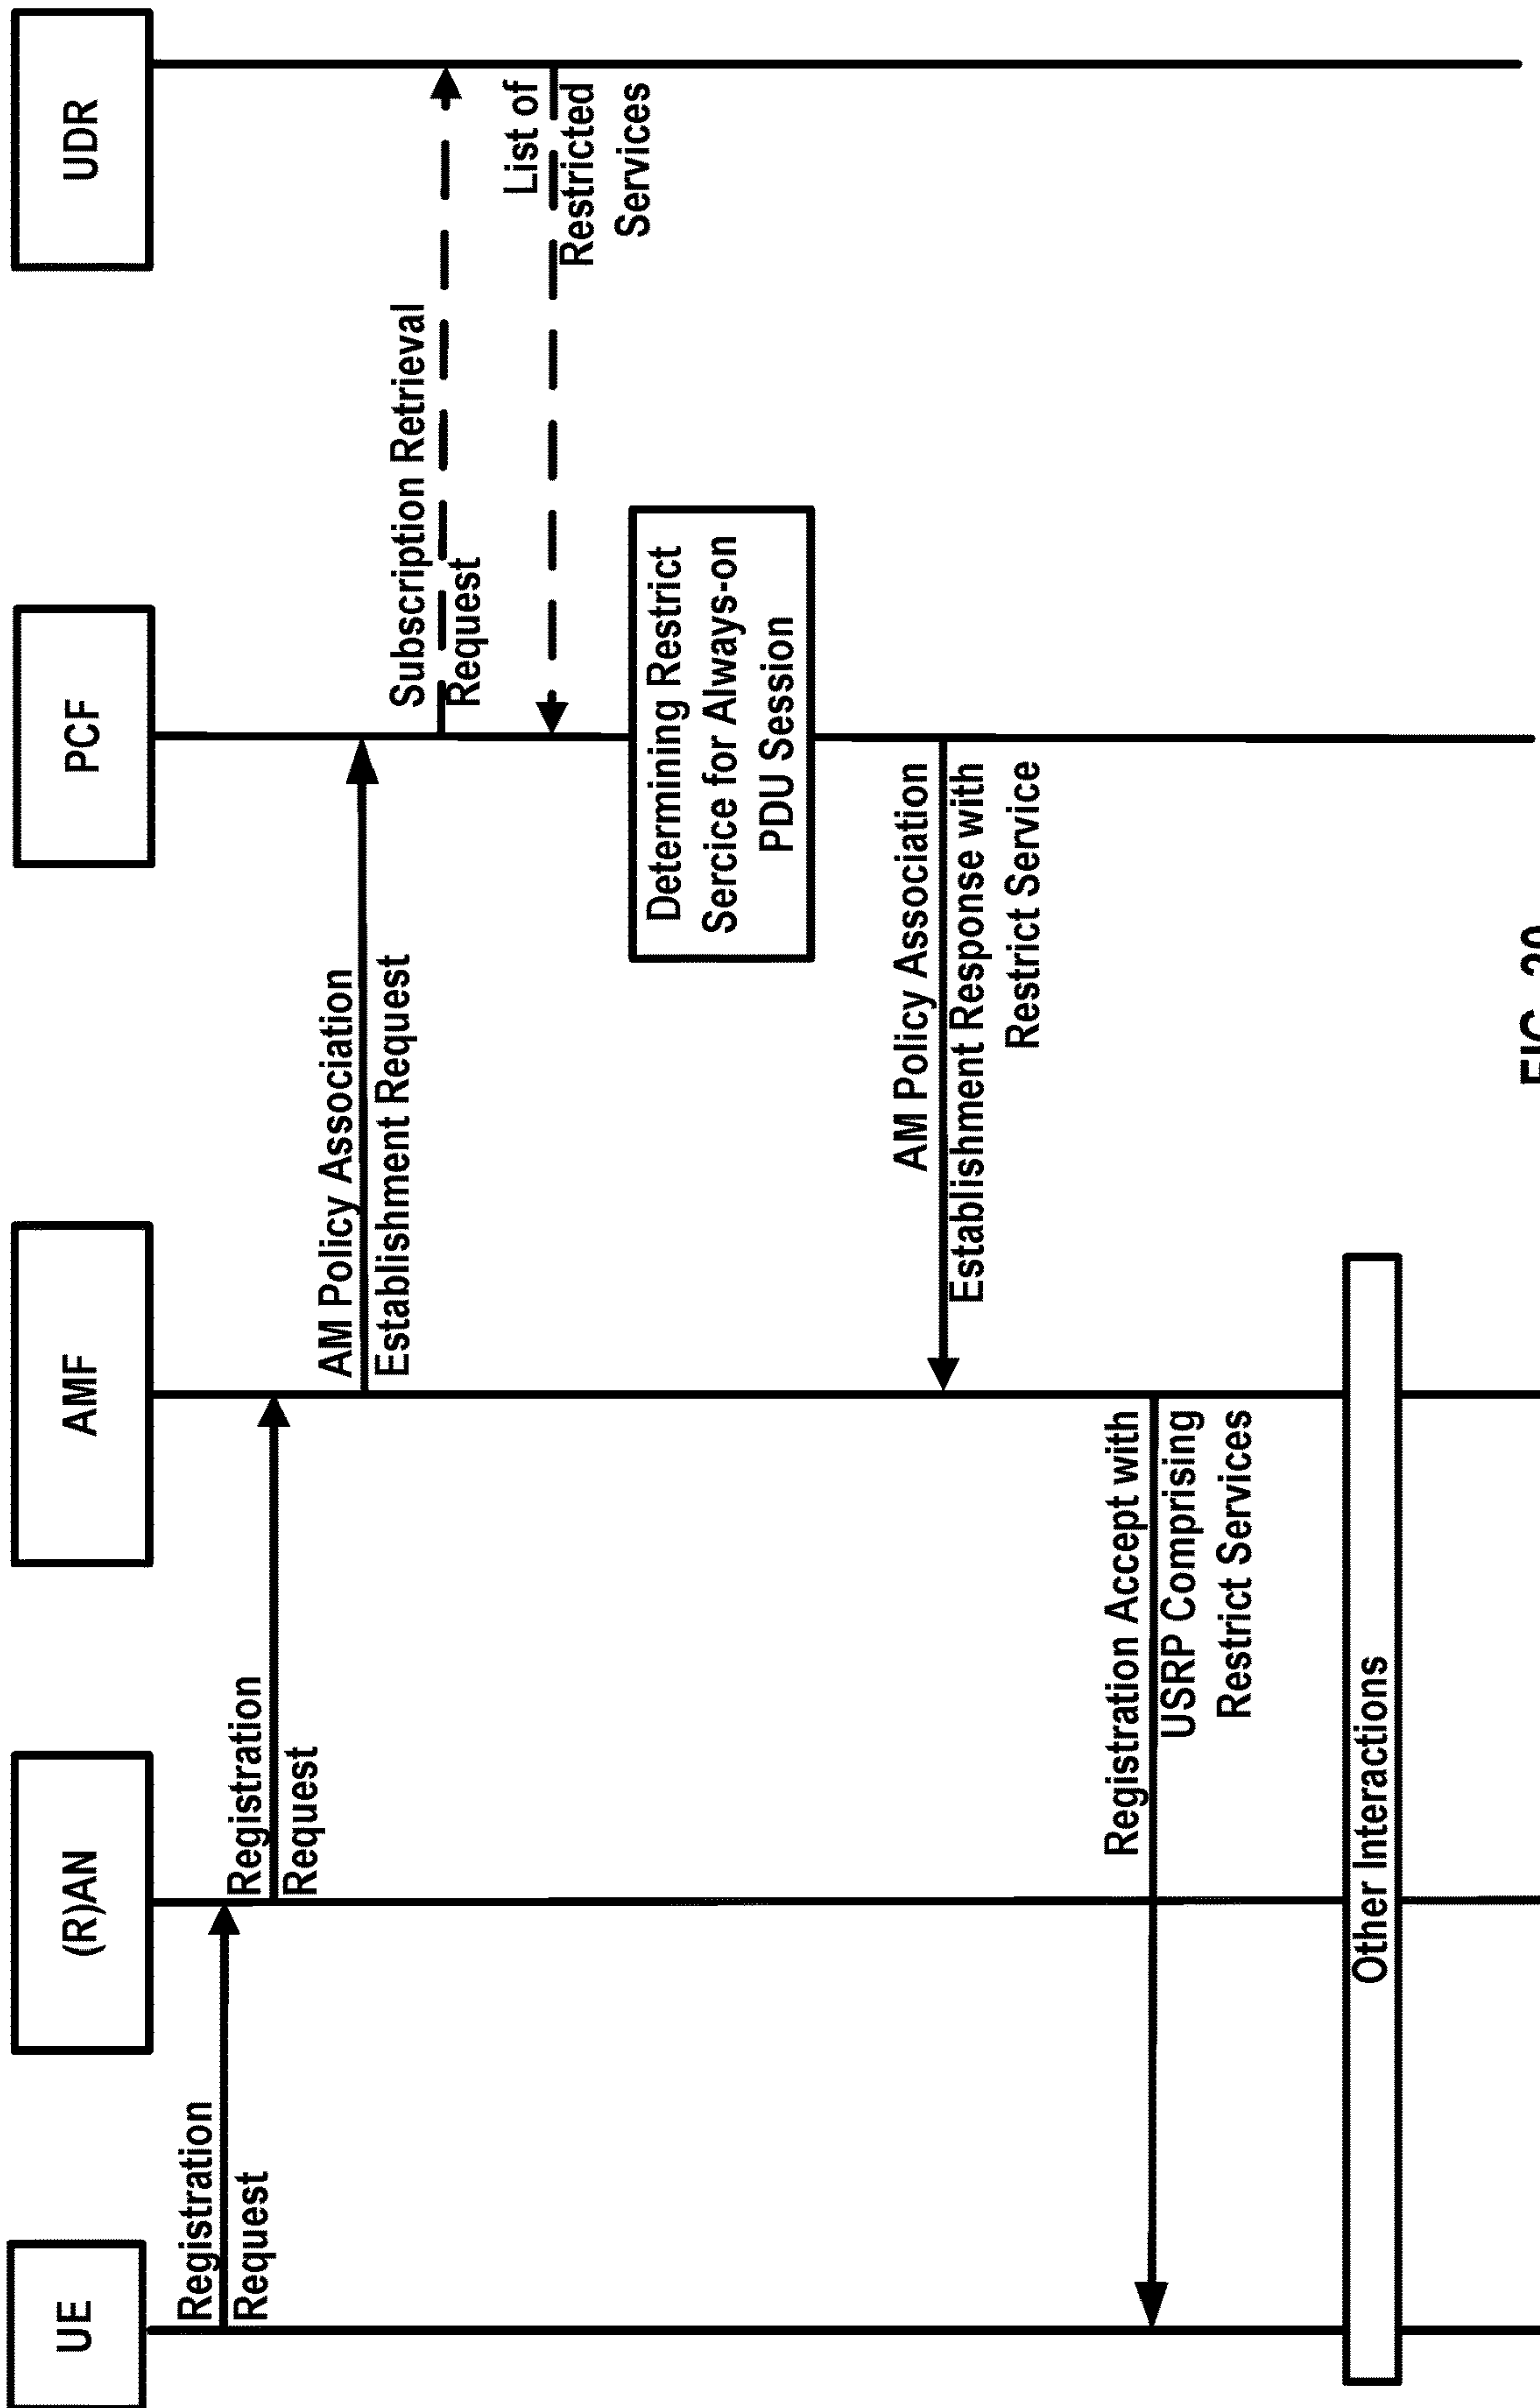 UE
(R)AN
AMF
PCF
UDR
Registration
Request
Registration
Request
AM Policy Association
Establishment Request
Subscription Retrieval
Request
List of
Restricted
Services
Determining Restrict
Sercice for Always-on
PDU Session
AM Policy Association
Establishment Response with
Restrict Service
Registration Accept with
USRP Comprising
Restrict Services
Other Interactions
FIG. 20